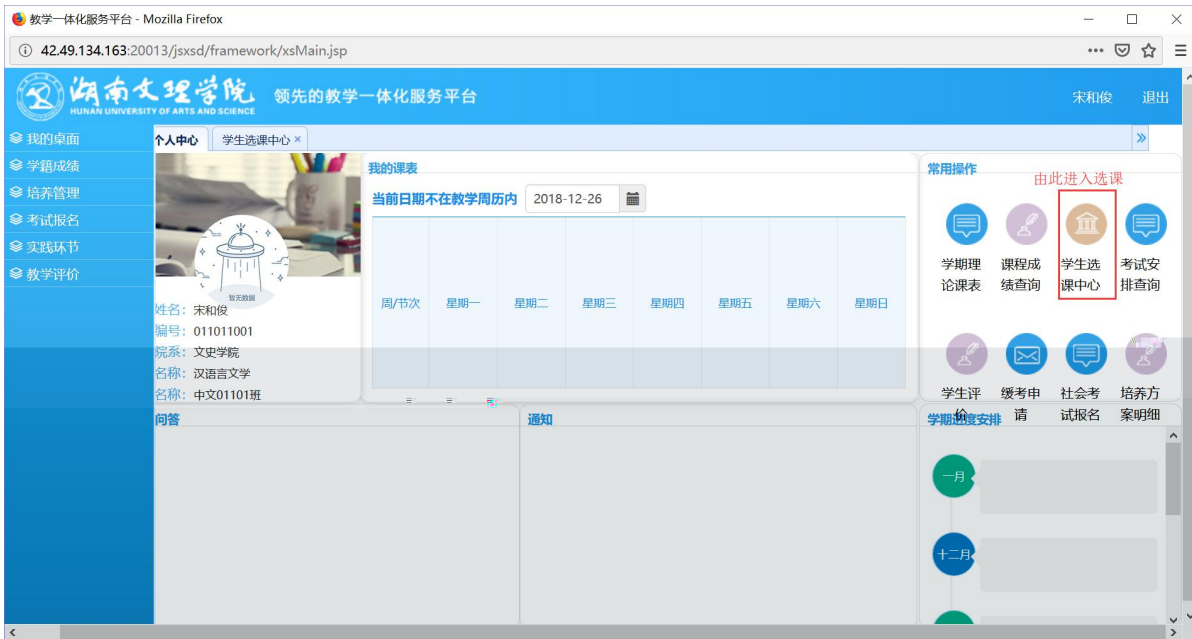 教学一体化服务平台 - Mozilla Firefox
42.49.134.163:20013/jsxsd/framework/xsMain.jsp
湖南文理学院
HUNAN UNIVERSITY OF ARTS AND SCIENCE
领先的教学一体化服务平台
宋和俊 退出
我的桌面
学籍成绩
培养管理
考试报名
实践环节
教学评价
个人中心 学生选课中心 ×
暂无数据
姓名: 宋和俊
编号: 011011001
院系: 文史学院
名称: 汉语言文学
名称: 中文01101班
我的课表
当前日期不在教学周历内 2018-12-26
周/节次 星期一 星期二 星期三 星期四 星期五 星期六 星期日
常用操作
由此进入选课
学期理论课表
课程成绩查询
学生选课中心
考试安排查询
学生评价
缓考申请
社会考试报名
培养方案明细
问答
通知
学期进度安排
一月
十二月